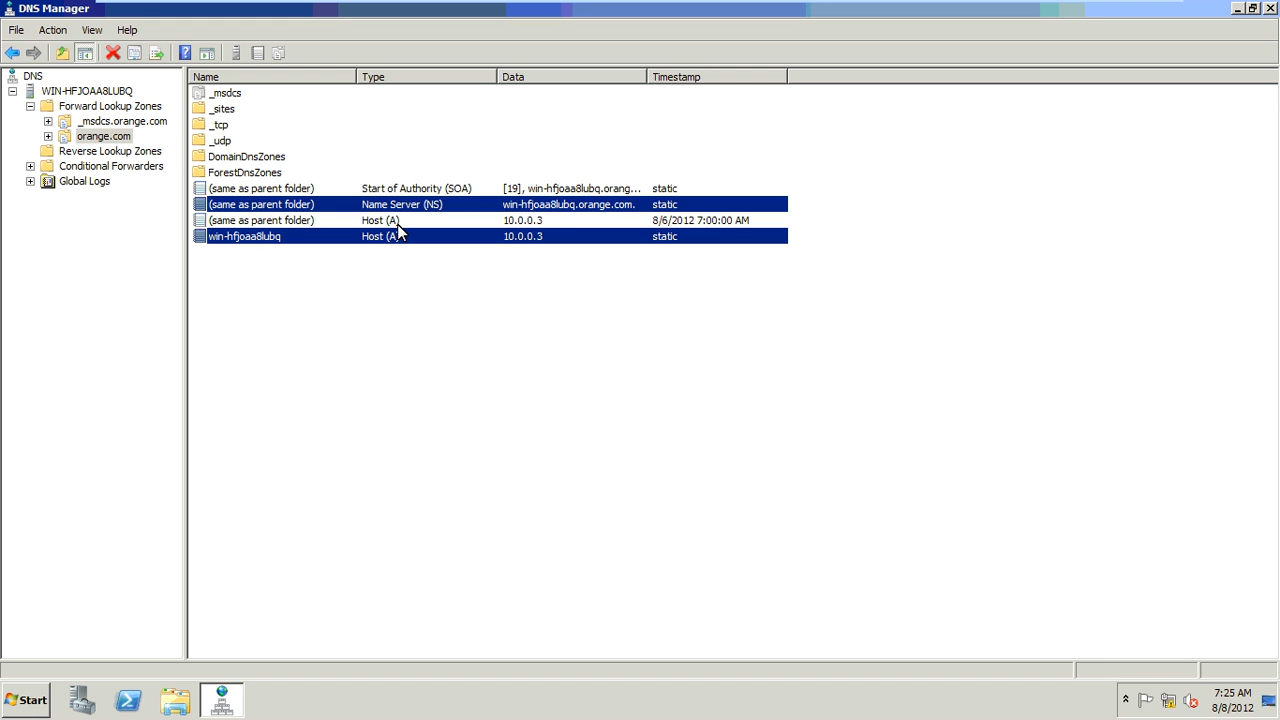 DNS Manager
File Action View Help
DNS
WIN-HFJOAA8LUBQ
Forward Lookup Zones
_msdcs.orange.com
orange.com
Reverse Lookup Zones
Conditional Forwarders
Global Logs
Name Type Data Timestamp
_msdcs
_sites
_tcp
_udp
DomainDnsZones
ForestDnsZones
(same as parent folder) Start of Authority (SOA) [19], win-hfjoaa8lubq.orang... static
(same as parent folder) Name Server (NS) win-hfjoaa8lubq.orange.com. static
(same as parent folder) Host (A) 10.0.0.3 8/6/2012 7:00:00 AM
win-hfjoaa8lubq Host (A) 10.0.0.3 static
Start
7:25 AM
8/8/2012